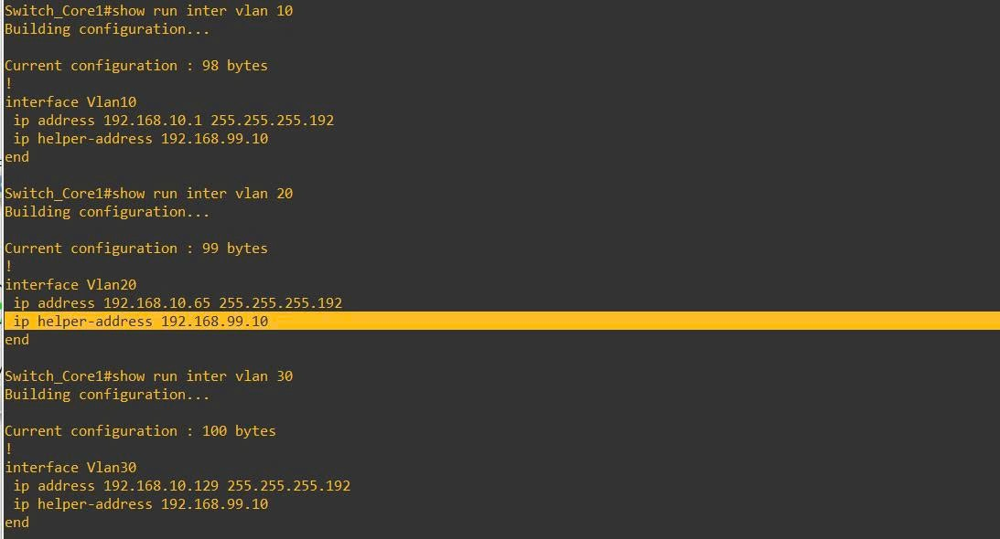 Switch_Core1#show run inter vlan 10
Building configuration...
Current configuration : 98 bytes
!
interface Vlan10
ip address 192.168.10.1 255.255.255.192
ip helper-address 192.168.99.10
end
Switch_Core1#show run inter vlan 20
Building configuration...
Current configuration : 99 bytes
!
interface Vlan20
ip address 192.168.10.65 255.255.255.192
ip helper-address 192.168.99.10
end
Switch_Core1#show run inter vlan 30
Building configuration...
Current configuration : 100 bytes
!
interface Vlan30
ip address 192.168.10.129 255.255.255.192
ip helper-address 192.168.99.10
end